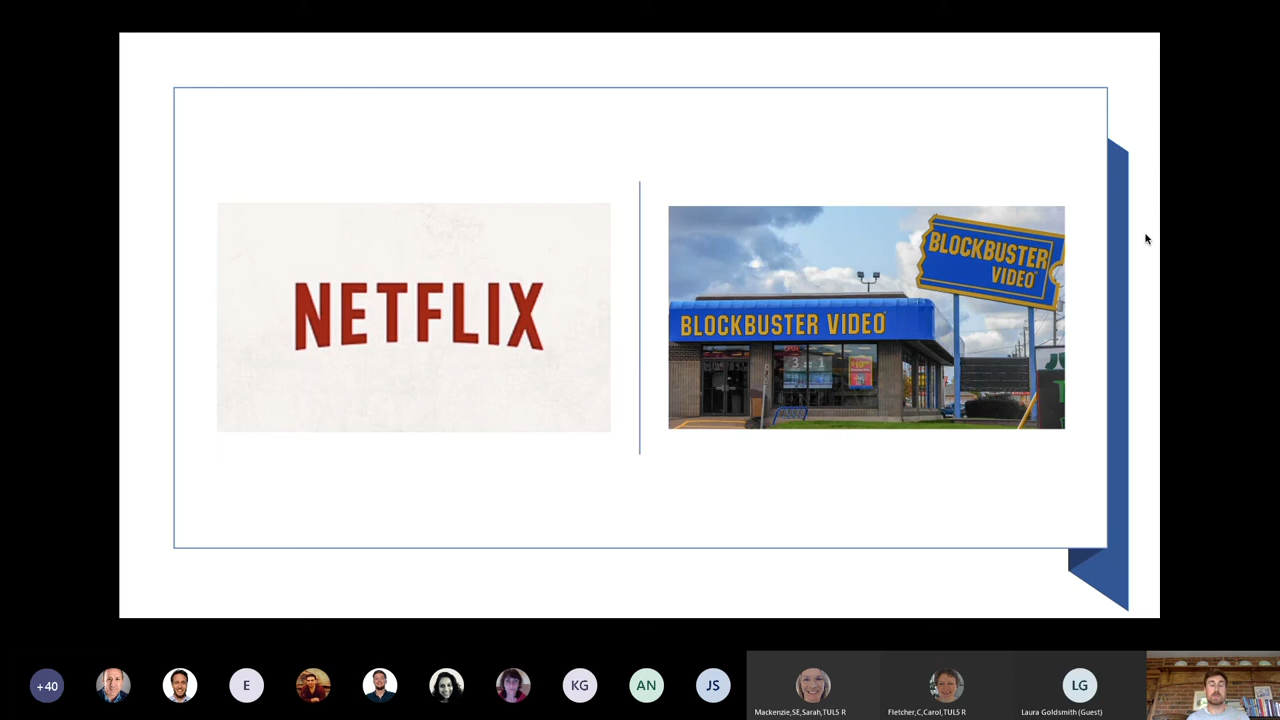 NETFLIX
BLOCKBUSTER
VIDEO
BLOCKBUSTER VIDEO
+40
E
KG
AN
JS
LG
Mackenzie,SE,Sarah,TUL5 R
Fletcher,C,Carol,TUL5 R
Laura Goldsmith (Guest)